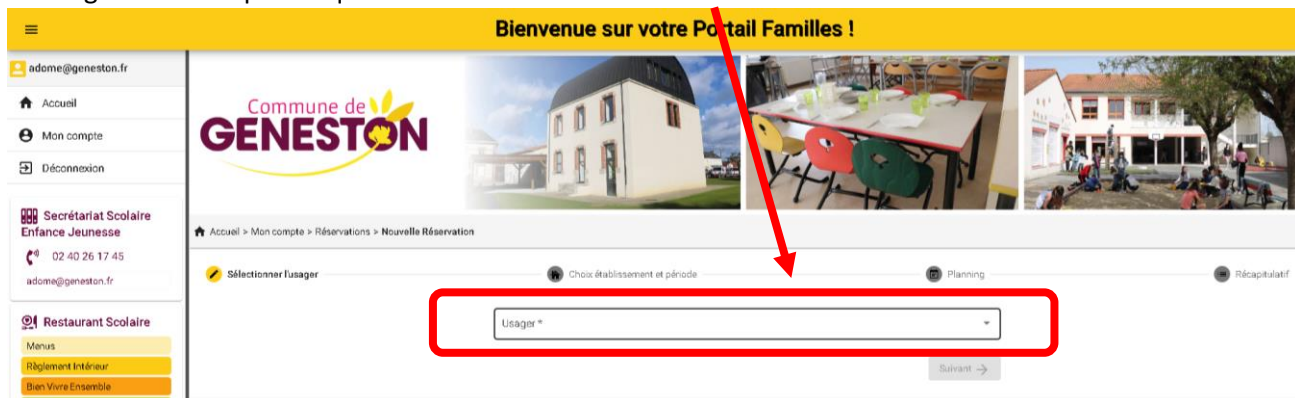 Bienvenue sur votre Portail Familles !
adome@geneston.fr
Accueil
Mon compte
Déconnexion
Commune de
GENESTON
Secrétariat Scolaire
Enfance Jeunesse
02 40 26 17 45
adome@geneston.fr
Restaurant Scolaire
Menus
Règlement Intérieur
Bien Vivre Ensemble
Accueil > Mon compte > Réservations > Nouvelle Réservation
Sélectionner l'usager
Choix établissement et période
Planning
Récapitulatif
Usager *
Suivant →